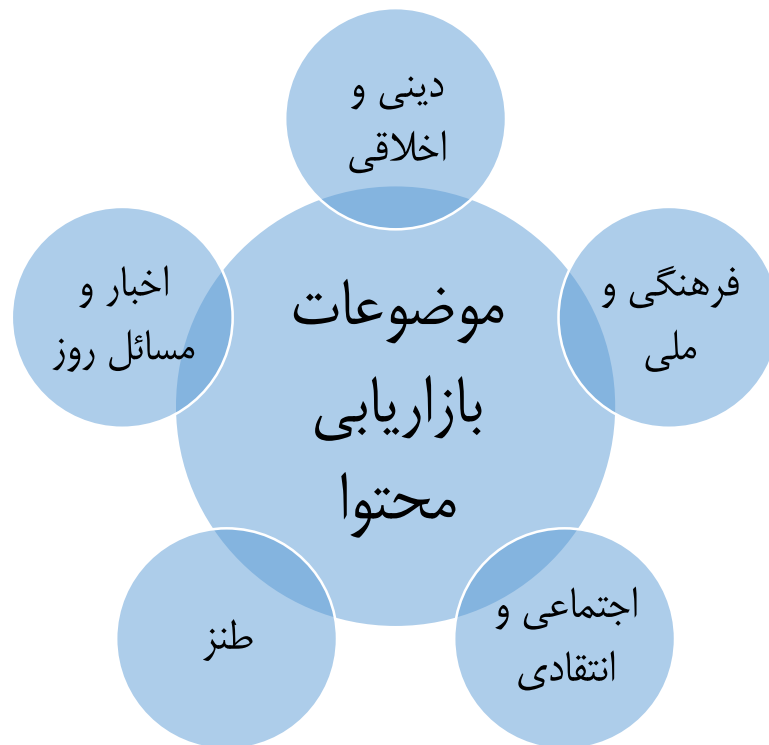 دینی و
اخلاقی
فرهنگی و
ملی
اجتماعی و
انتقادی
طنز
اخبار و
مسائل روز
موضوعات
بازاریابی
محتوا